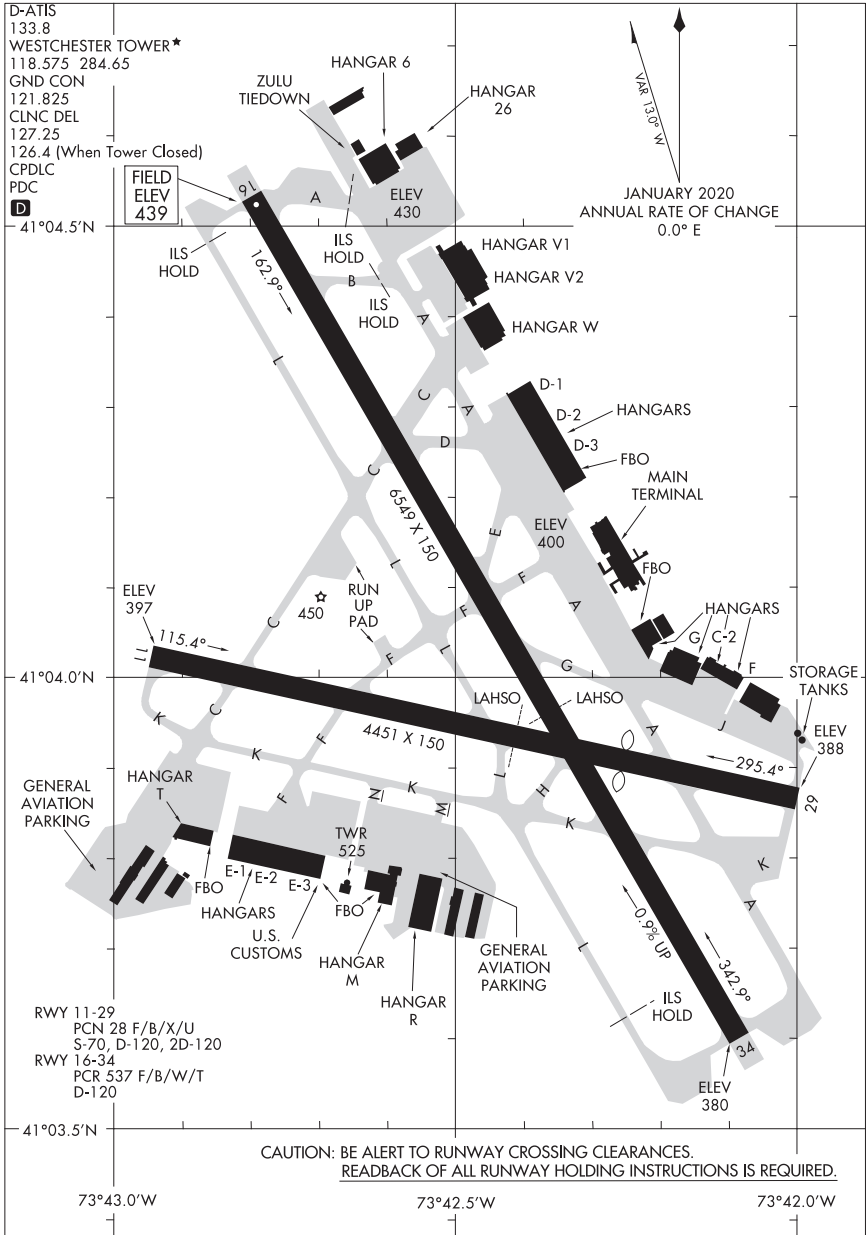 D-ATIS
133.8
WESTCHESTER TOWER★
118.575 284.65
GND CON
121.825
CLNC DEL
127.25
126.4 (When Tower Closed)
CPDLC
PDC
D
HANGAR 6
ZULU
TIEDOWN
HANGAR
26
VAR 13.0° W
JANUARY 2020
ANNUAL RATE OF CHANGE
0.0° E
FIELD
ELEV
439
16
A
ELEV
430
41°04.5'N
ILS
HOLD
ILS
HOLD
ILS
HOLD
162.9°
B
HANGAR V1
HANGAR V2
HANGAR W
A
L
C
A
D
C
D-1
D-2
D-3
HANGARS
FBO
MAIN
TERMINAL
6549 X 150
ELEV
400
E
F
A
L
F
FBO
HANGARS
G
C-2
F
ELEV
397
450
RUN
UP
PAD
C
F
L
G
11
115.4°
41°04.0'N
STORAGE
TANKS
LAHSO
LAHSO
A
J
ELEV
388
K
C
F
4451 X 150
295.4°
29
K
F
N
K
M
L
H
K
K
A
HANGAR
T
GENERAL
AVIATION
PARKING
TWR
525
FBO
E-1
E-2
E-3
HANGARS
FBO
U.S.
CUSTOMS
HANGAR
M
HANGAR
R
GENERAL
AVIATION
PARKING
L
0.9% UP
342.9°
ILS
HOLD
34
ELEV
380
RWY 11-29
PCN 28 F/B/X/U
S-70, D-120, 2D-120
RWY 16-34
PCR 537 F/B/W/T
D-120
41°03.5'N
CAUTION: BE ALERT TO RUNWAY CROSSING CLEARANCES.
READBACK OF ALL RUNWAY HOLDING INSTRUCTIONS IS REQUIRED.
73°43.0'W
73°42.5'W
73°42.0'W